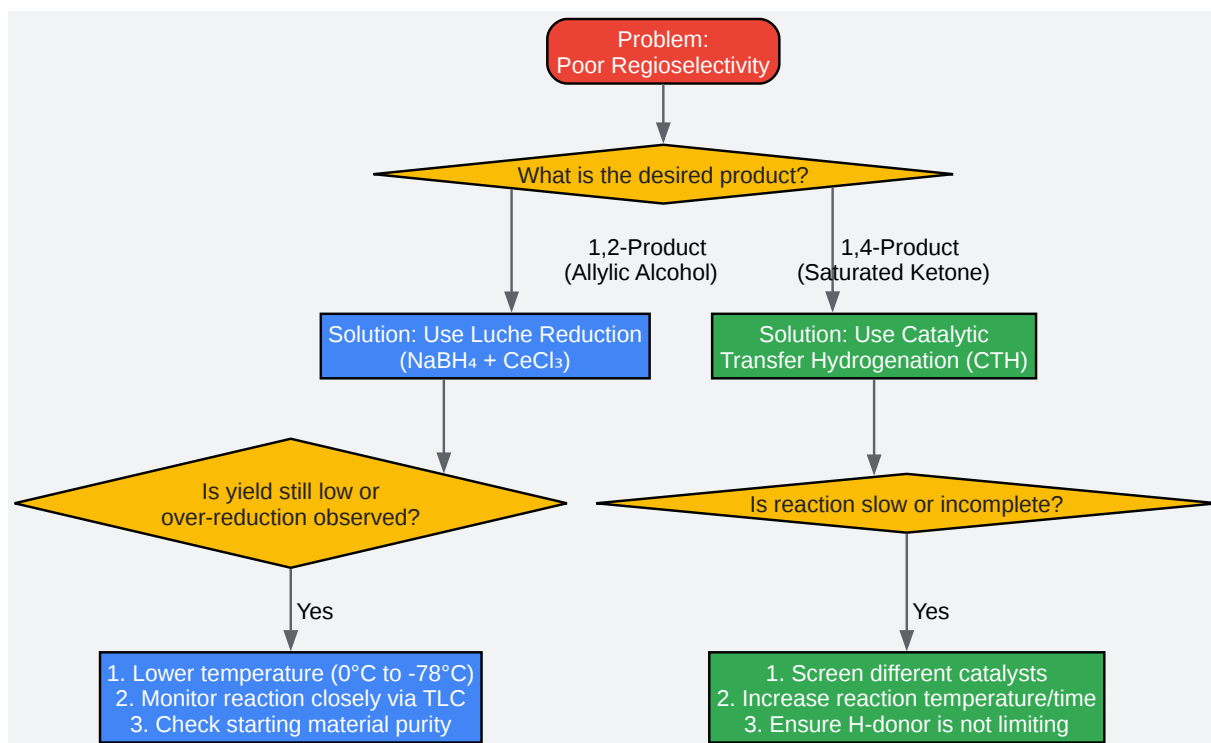 Problem:
Poor Regioselectivity
What is the desired product?
1,2-Product
(Allylic Alcohol)
1,4-Product
(Saturated Ketone)
Solution: Use Luche Reduction
(NaBH₄ + CeCl₃)
Solution: Use Catalytic
Transfer Hydrogenation (CTH)
Is yield still low or
over-reduction observed?
Is reaction slow or incomplete?
Yes
Yes
1. Lower temperature (0°C to -78°C)
2. Monitor reaction closely via TLC
3. Check starting material purity
1. Screen different catalysts
2. Increase reaction temperature/time
3. Ensure H-donor is not limiting